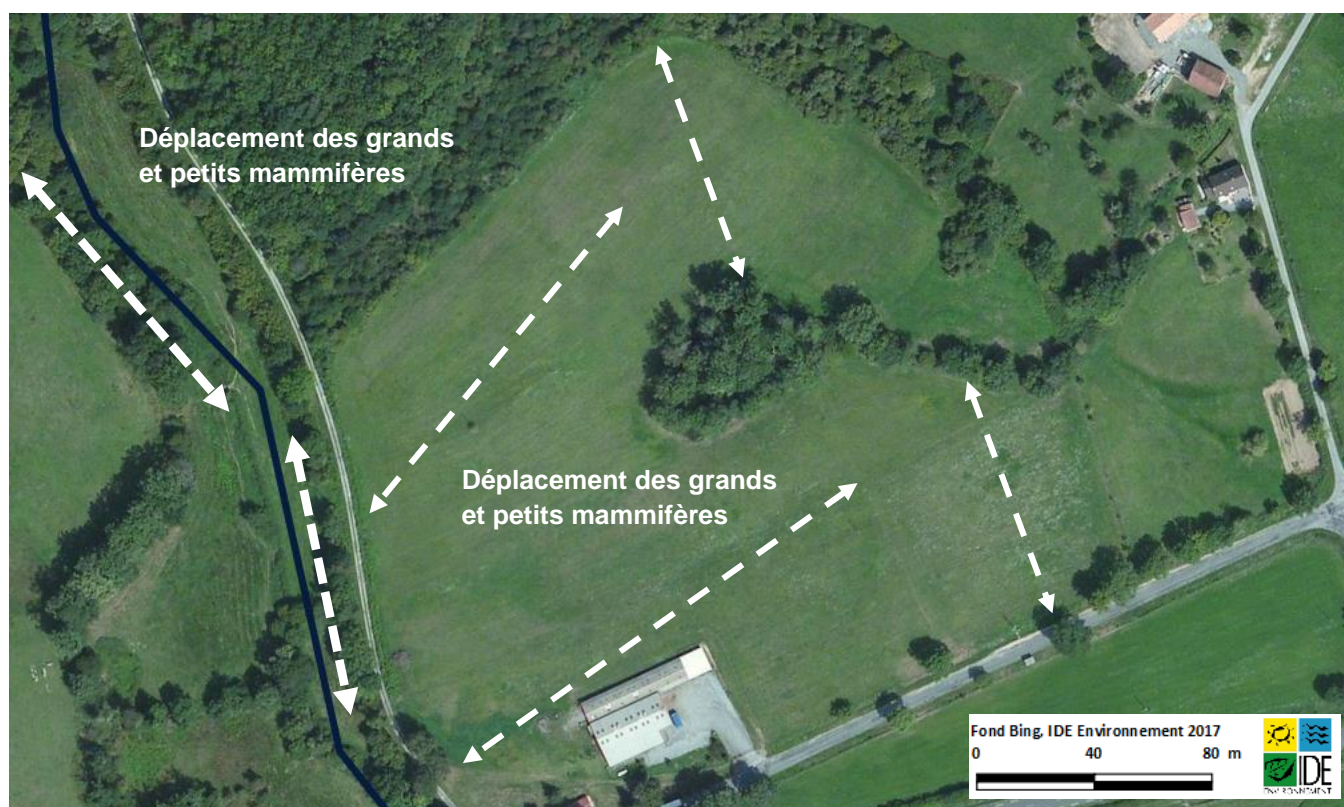 Déplacement des grands
et petits mammifères
Déplacement des grands
et petits mammifères
Fond Bing, IDE Environnement 2017
0 40 80 m
IDE
ENVIRONNEMENT